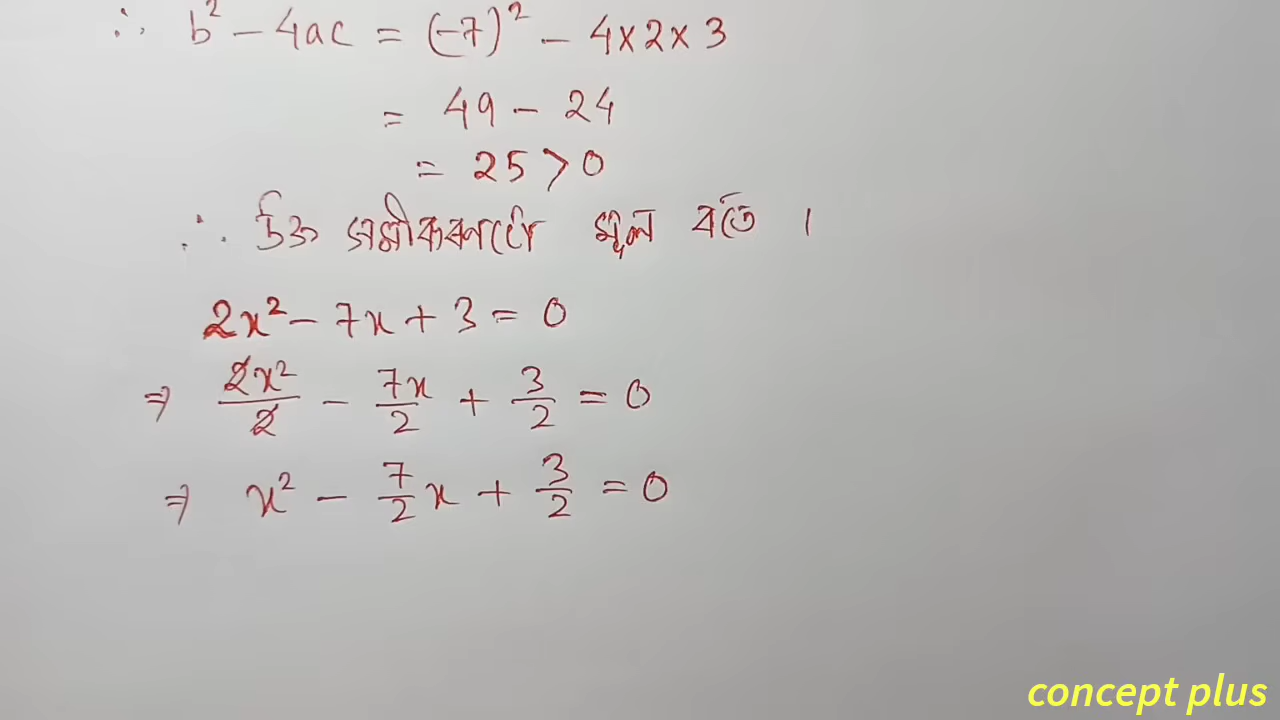 ∴ b² − 4ac = (−7)² − 4×2×3
= 49 − 24
= 25 > 0
∴ উক্ত সমীকরণের মূল বর্তে ।
2x² − 7x + 3 = 0
⇒ 2x²/2 − 7x/2 + 3/2 = 0
⇒ x² − 7/2 x + 3/2 = 0
concept plus